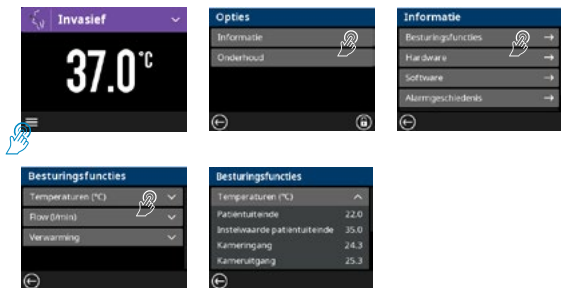 Invasief
37.0°C
Opties
Informatie
Onderhoud
Informatie
Besturingsfuncties
Hardware
Software
Alarmgeschiedenis
Besturingsfuncties
Temperaturen (°C)
Flow (l/min)
Verwarming
Besturingsfuncties
Temperaturen (°C)
Patiëntuiteinde 22.0
Instelwaarde patiëntuiteinde 35.0
Kameringang 24.3
Kameruitgang 25.3